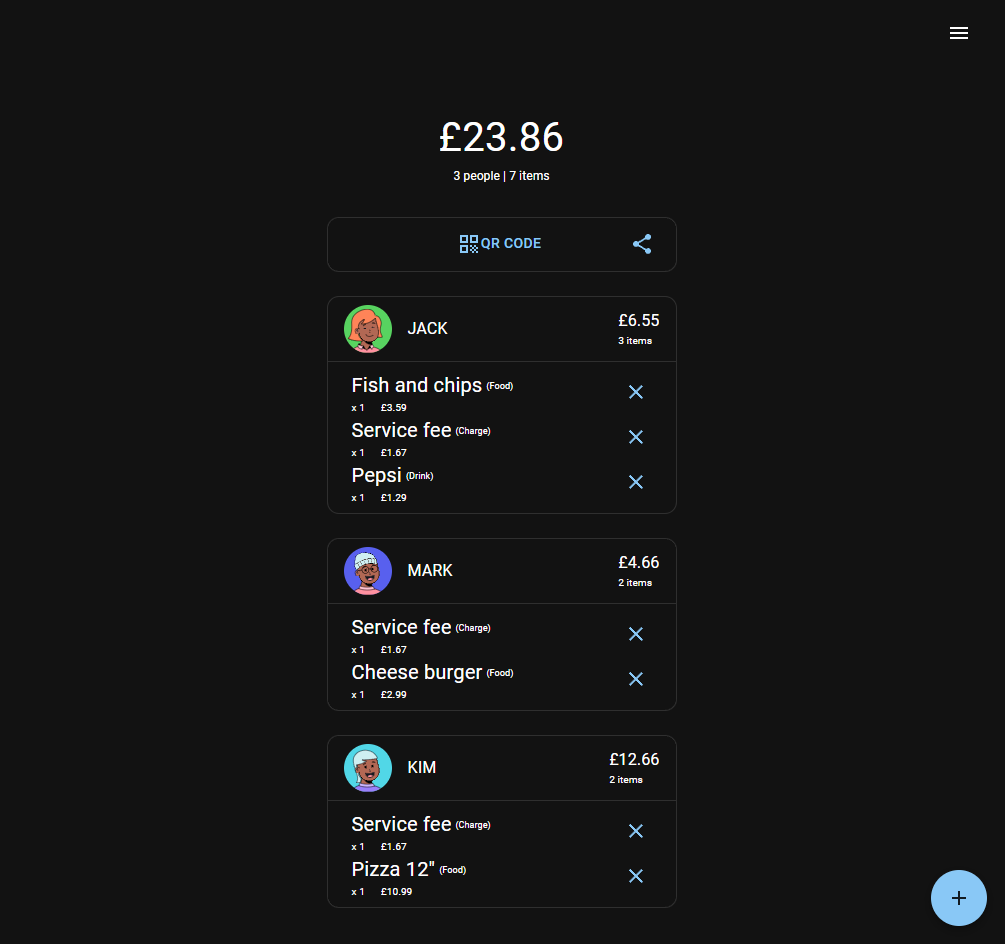 £23.86
3 people | 7 items
QR CODE
JACK
£6.55
3 items
Fish and chips (Food)
x 1 £3.59
Service fee (Charge)
x 1 £1.67
Pepsi (Drink)
x 1 £1.29
MARK
£4.66
2 items
Service fee (Charge)
x 1 £1.67
Cheese burger (Food)
x 1 £2.99
KIM
£12.66
2 items
Service fee (Charge)
x 1 £1.67
Pizza 12" (Food)
x 1 £10.99